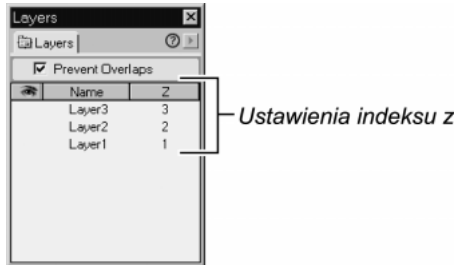 Layers
Layers
Prevent Overlaps
Name Z
Layer3 3
Layer2 2
Layer1 1
Ustawienia indeksu z